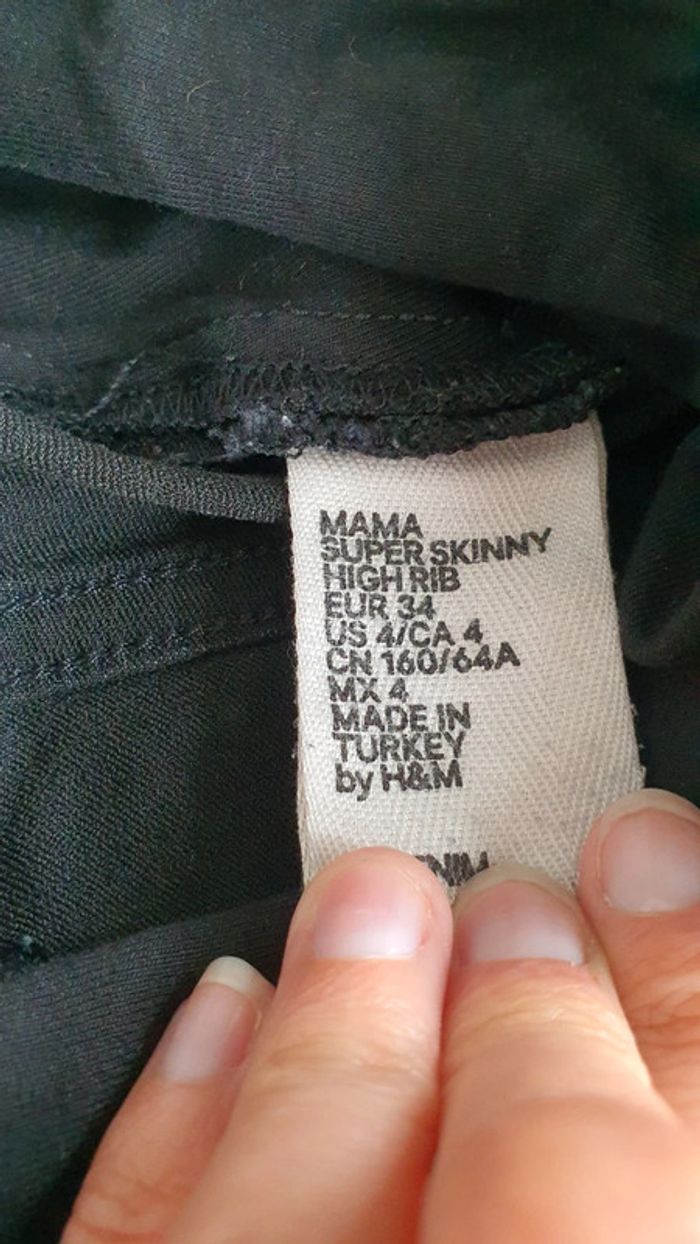 MAMA
SUPER SKINNY
HIGH RIB
EUR 34
US 4/CA 4
CN 160/64A
MX 4
MADE IN
TURKEY
by H&M